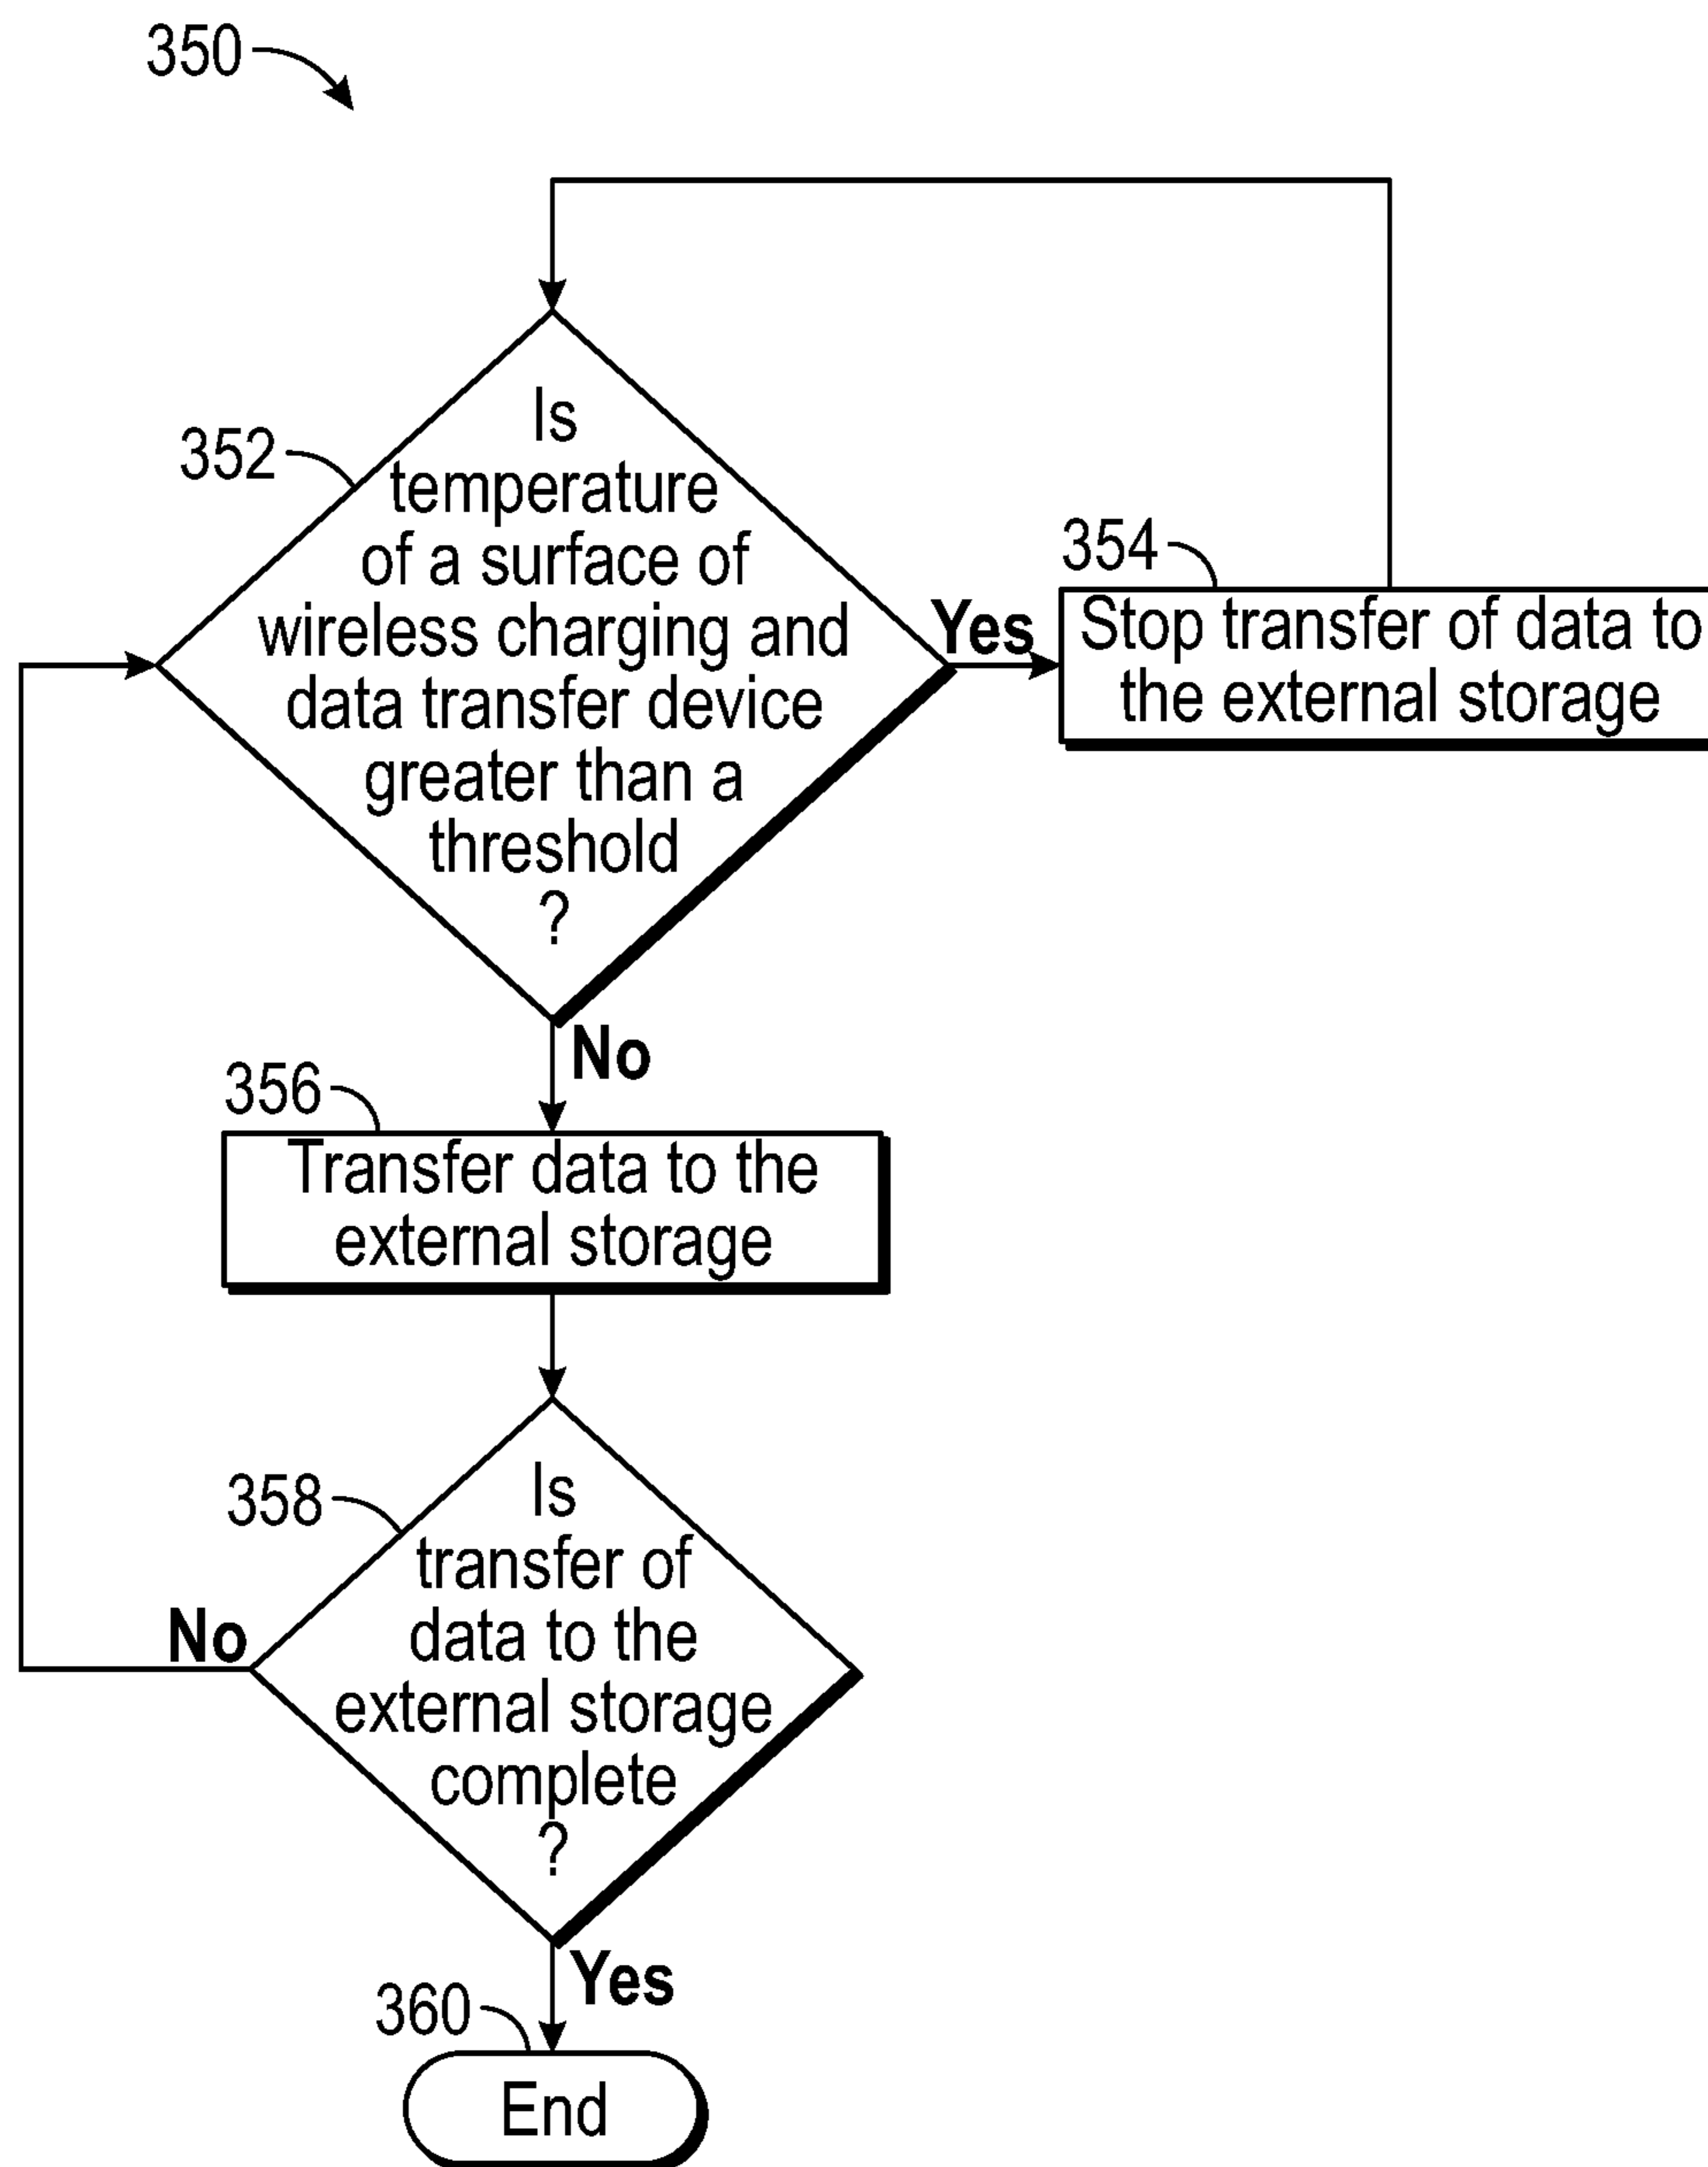 350
352
Is
temperature
of a surface of
wireless charging and
data transfer device
greater than a
threshold
?
Yes
354
Stop transfer of data to
the external storage
No
356
Transfer data to the
external storage
358
Is
transfer of
data to the
external storage
complete
?
No
Yes
360
End